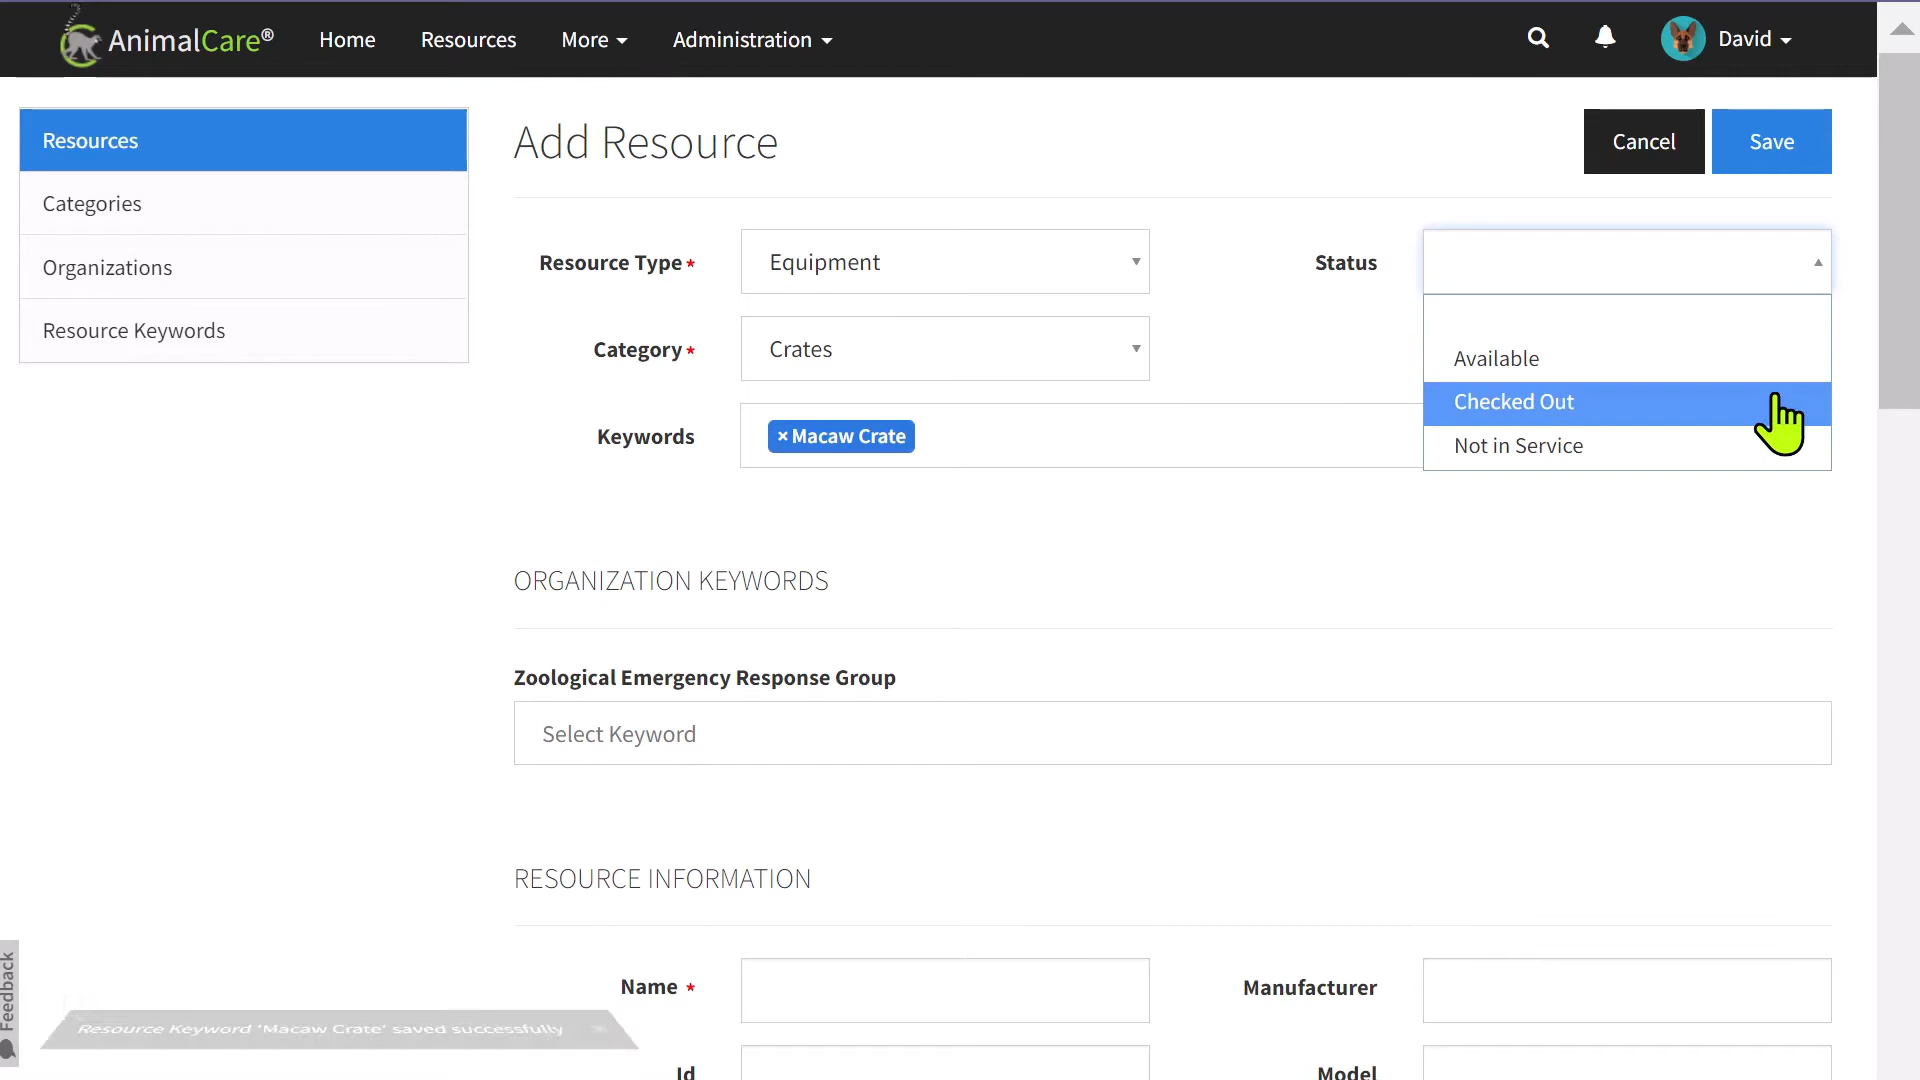 AnimalCare®
Home
Resources
More
Administration
David
Resources
Categories
Organizations
Resource Keywords
Add Resource
Cancel
Save
Resource Type*
Equipment
Status
Category*
Crates
Available
Checked Out
Not in Service
Keywords
×Macaw Crate
ORGANIZATION KEYWORDS
Zoological Emergency Response Group
Select Keyword
RESOURCE INFORMATION
Name *
Manufacturer
Id
Model
Feedback
Resource Keyword 'Macaw Crate' saved successfully ×